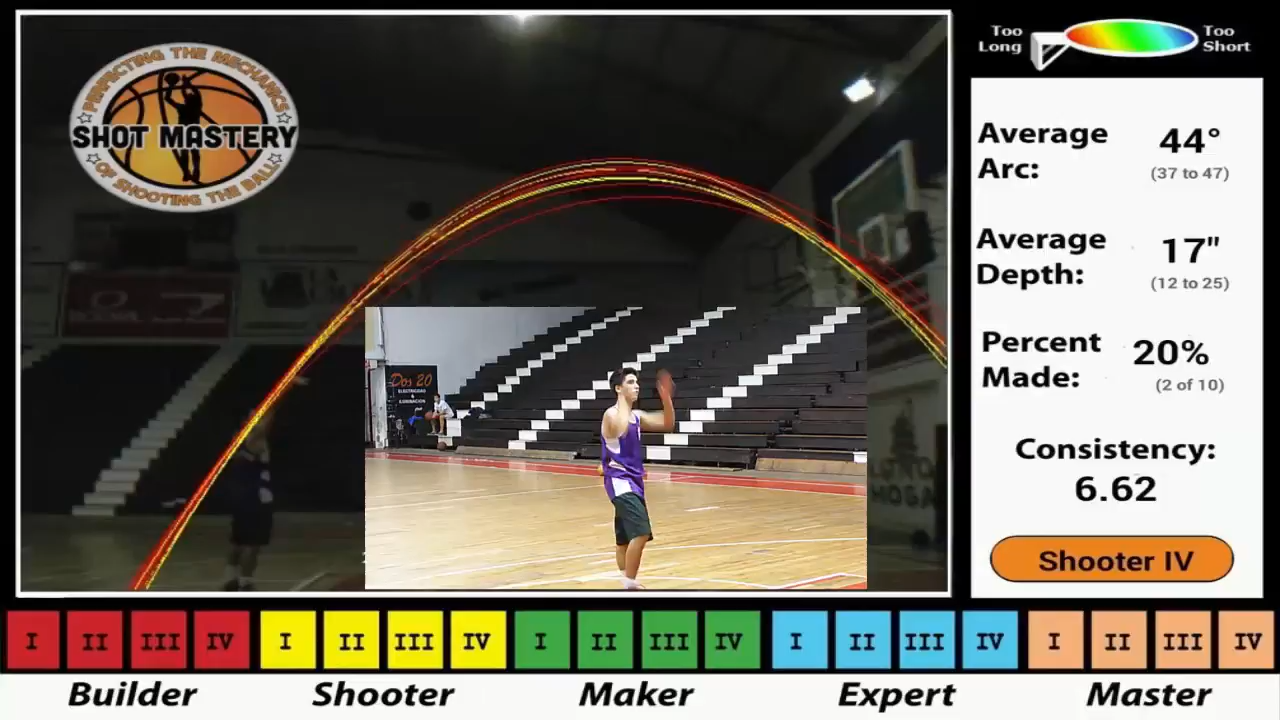 PERFECTING THE MECHANICS
SHOT MASTERY
OF SHOOTING THE BALL
Too
Long
Too
Short
Average
Arc:
44°
(37 to 47)
Average
Depth:
17"
(12 to 25)
Percent
Made:
20%
(2 of 10)
Consistency:
6.62
Shooter IV
Dos 20
ELECTRICIDAD
&
ILUMINACION
HOGA
I II III IV I II III IV I II III IV I II III IV I II III IV
Builder Shooter Maker Expert Master